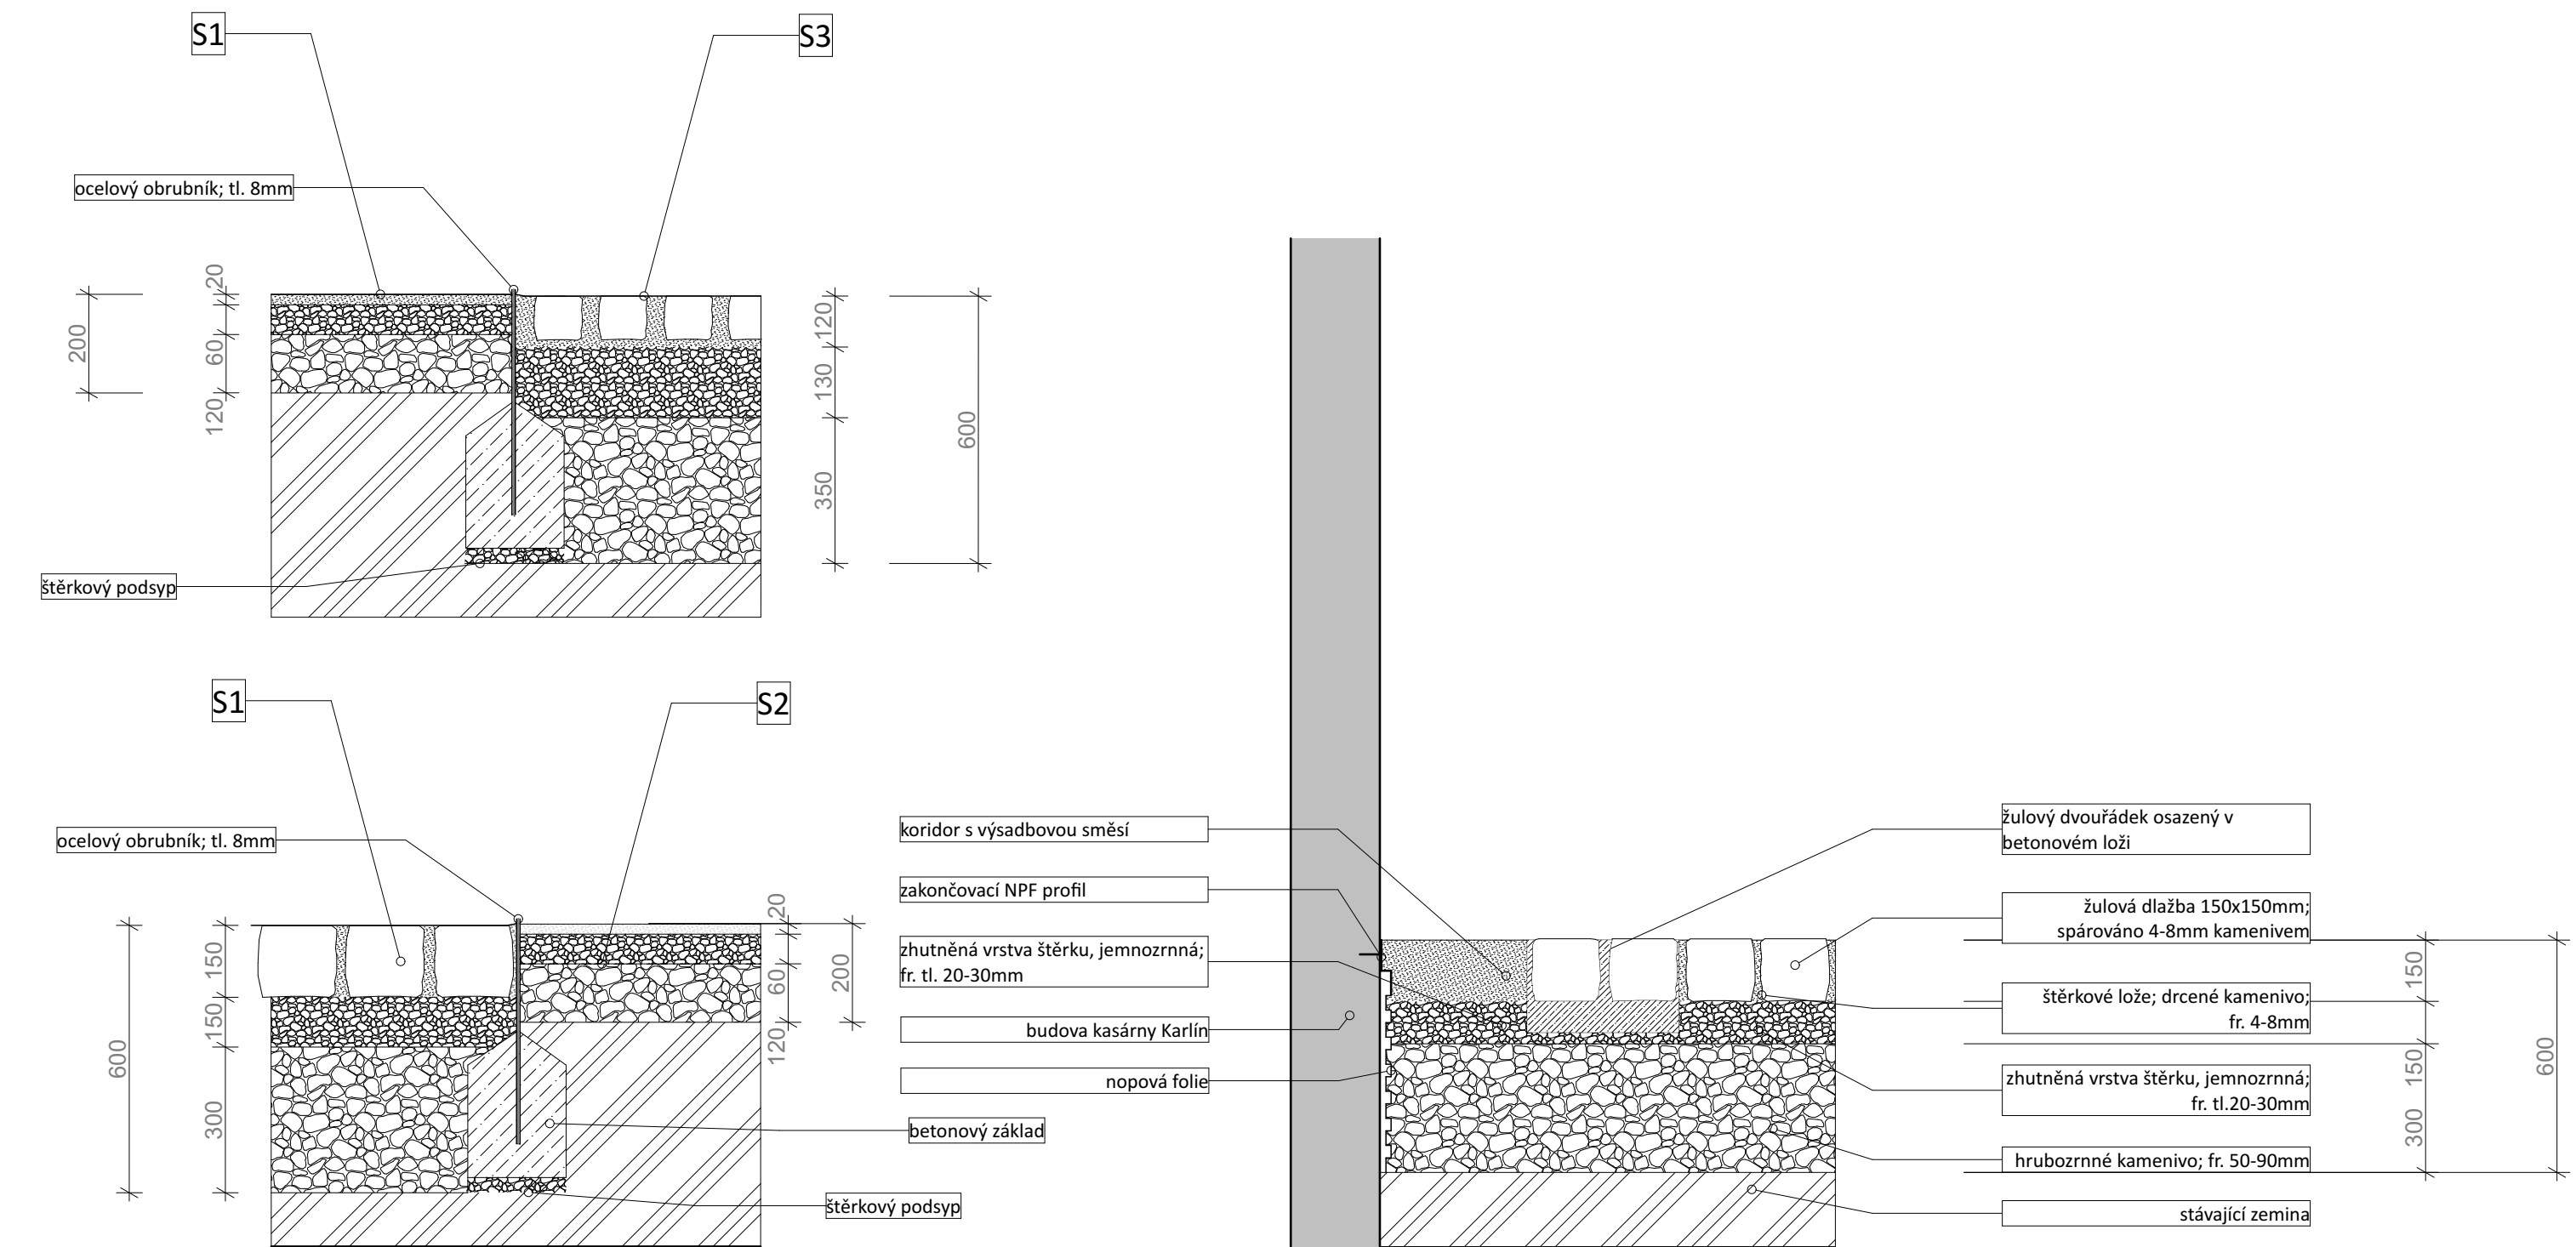 S1
S3
ocelový obrubník; tl. 8mm
200
20
60
120
120
130
350
600
štěrkový podsyp
S1
S2
ocelový obrubník; tl. 8mm
600
150
150
300
20
60
120
200
betonový základ
štěrkový podsyp
koridor s výsadbovou směsí
zakončovací NPF profil
zhutněná vrstva štěrku, jemnozrnná;
fr. tl. 20-30mm
budova kasárny Karlín
nopová folie
žulový dvouřádek osazený v
betonovém loži
žulová dlažba 150x150mm;
spárováno 4-8mm kamenivem
štěrkové lože; drcené kamenivo;
fr. 4-8mm
zhutněná vrstva štěrku, jemnozrnná;
fr. tl.20-30mm
hrubozrnné kamenivo; fr. 50-90mm
stávající zemina
150
150
300
600